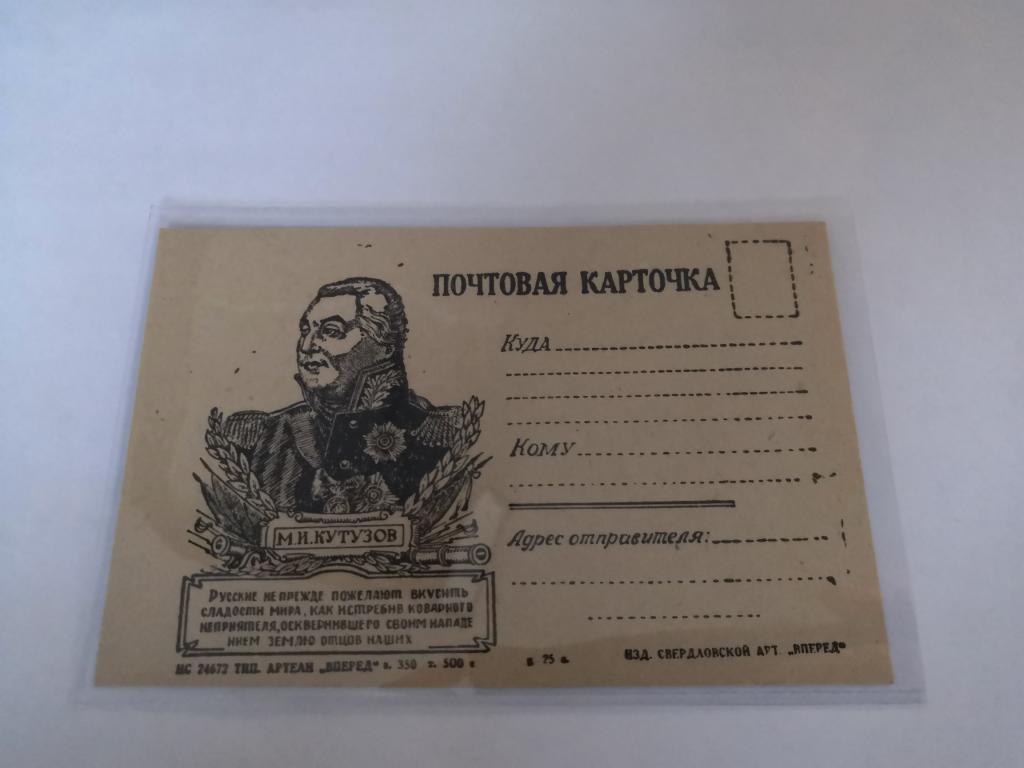 ПОЧТОВАЯ КАРТОЧКА
Куда
Кому
Адрес отправителя:
М.И.КУТУЗОВ
Русские не прежде пожелают вкусить
сладости мира, как истребив коварного
неприятеля, осквернившего своим нападе
нием землю отцов наших
НС 24672 тип. артели „Вперед“ з. 350 т. 500 к
ц 25 к.
Изд. Свердловской арт. „Вперед“